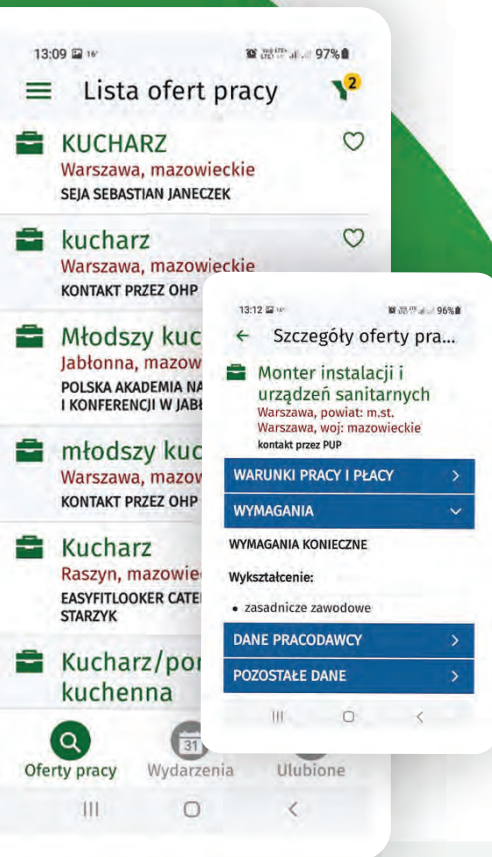 13:09 16°
97%
Lista ofert pracy
2
KUCHARZ
Warszawa, mazowieckie
SEJA SEBASTIAN JANECZEK
kucharz
Warszawa, mazowieckie
KONTAKT PRZEZ OHP
Młodszy kuc
Jabłonna, mazow
POLSKA AKADEMIA NA
I KONFERENCJI W JABŁ
młodszy kuc
Warszawa, mazow
KONTAKT PRZEZ OHP
Kucharz
Raszyn, mazowie
EASYFITLOOKER CATE
STARZYK
Kucharz/por
kuchenna
Oferty pracy
31
Wydarzenia
Ulubione
13:12
96%
Szczegóły oferty pra...
Monter instalacji i
urządzeń sanitarnych
Warszawa, powiat: m.st.
Warszawa, woj: mazowieckie
kontakt przez PUP
WARUNKI PRACY I PŁACY
WYMAGANIA
WYMAGANIA KONIECZNE
Wykształcenie:
• zasadnicze zawodowe
DANE PRACODAWCY
POZOSTAŁE DANE